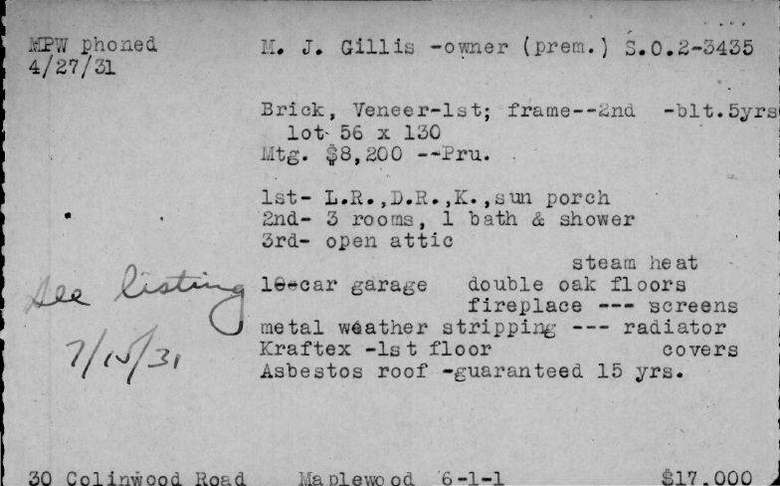 MPW phoned M. J. Gillis -owner (prem.) S.O.2-3435
4/27/31
Brick, Veneer-1st; frame--2nd -blt.5yrs
lot 56 x 130
Mtg. $8,200 --Pru.
1st- L.R.,D.R.,K.,sun porch
2nd- 3 rooms, 1 bath & shower
3rd- open attic
steam heat
See listing 1-car garage double oak floors
fireplace --- screens
metal weather stripping --- radiator
7/15/31 Kraftex -1st floor covers
Asbestos roof -guaranteed 15 yrs.
30 Colinwood Road Maplewood 6-1-1 $17,000